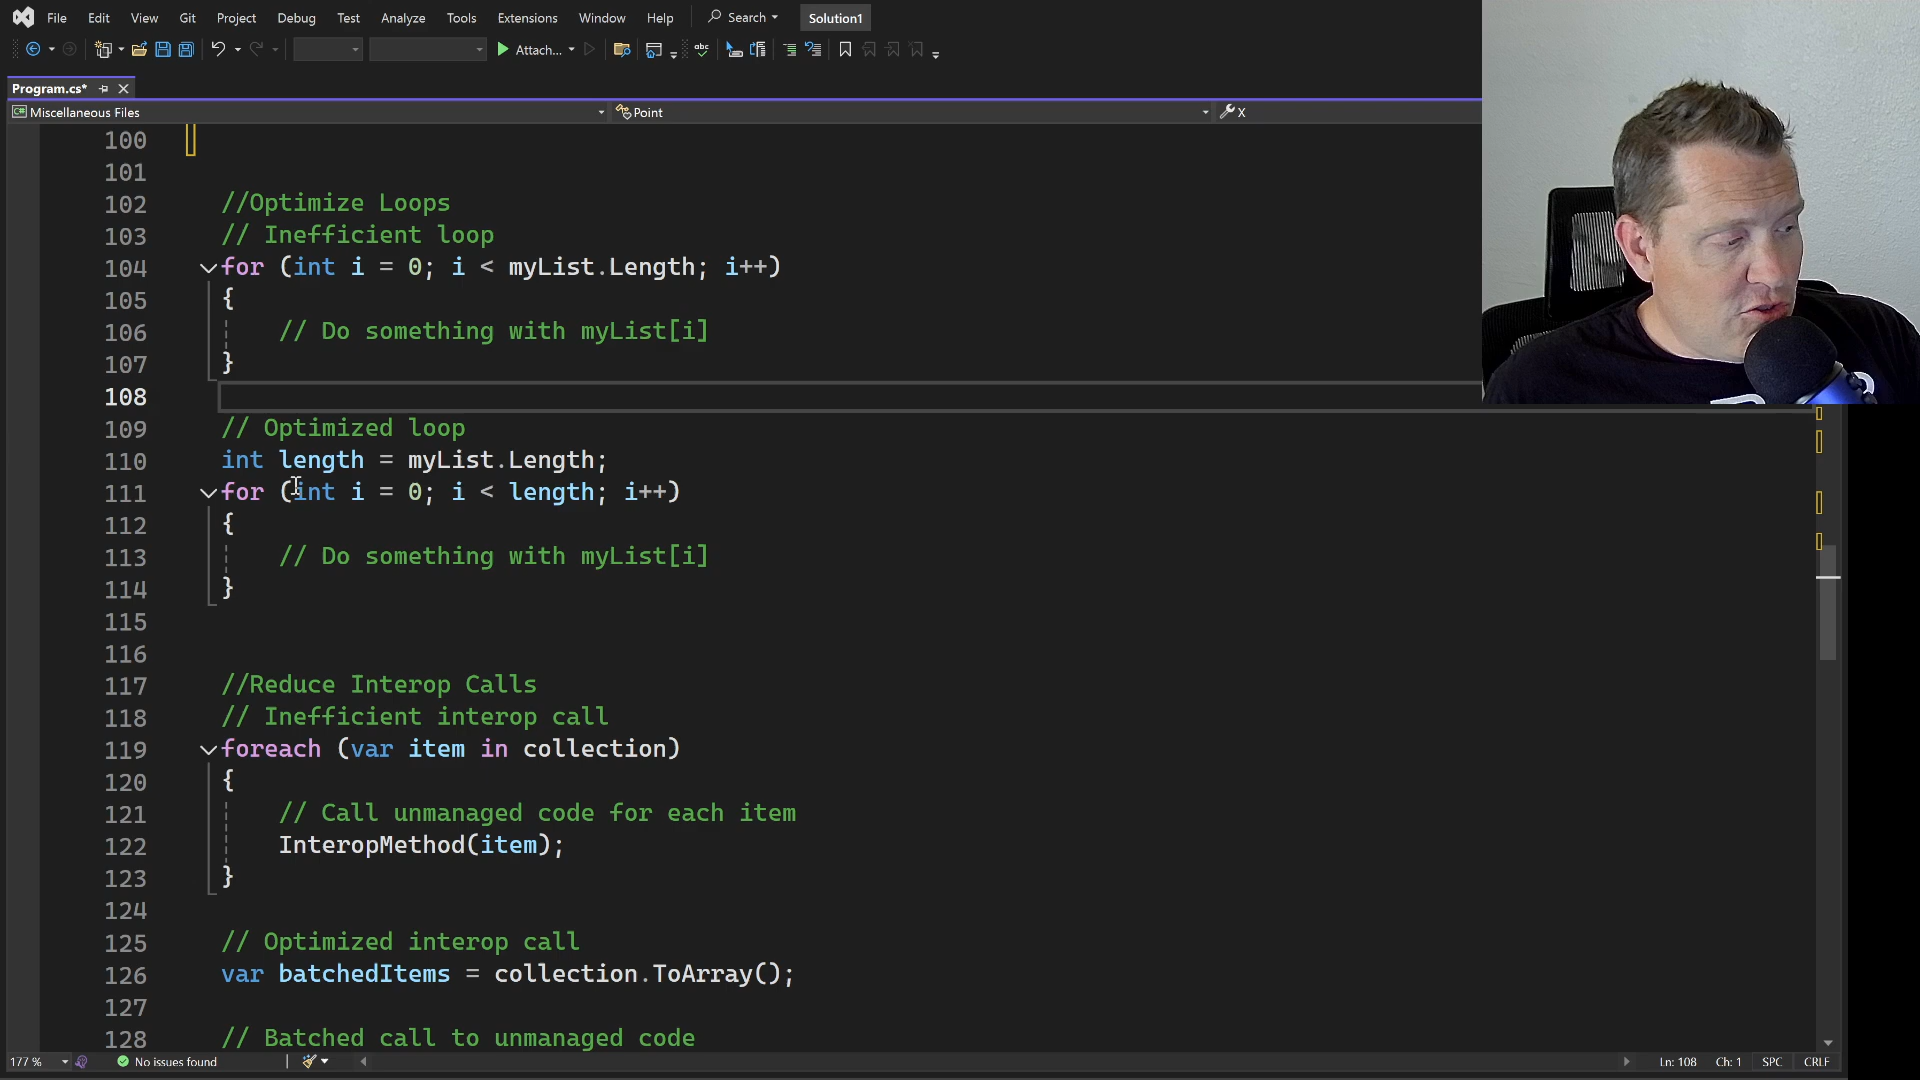 File Edit View Git Project Debug Test Analyze Tools Extensions Window Help Search Solution1
Attach...
Program.cs*
Miscellaneous Files Point X
100
101
102 //Optimize Loops
103 // Inefficient loop
104 for (int i = 0; i < myList.Length; i++)
105 {
106 // Do something with myList[i]
107 }
108
109 // Optimized loop
110 int length = myList.Length;
111 for (int i = 0; i < length; i++)
112 {
113 // Do something with myList[i]
114 }
115
116
117 //Reduce Interop Calls
118 // Inefficient interop call
119 foreach (var item in collection)
120 {
121 // Call unmanaged code for each item
122 InteropMethod(item);
123 }
124
125 // Optimized interop call
126 var batchedItems = collection.ToArray();
127
128 // Batched call to unmanaged code
177 % No issues found Ln: 108 Ch: 1 SPC CRLF